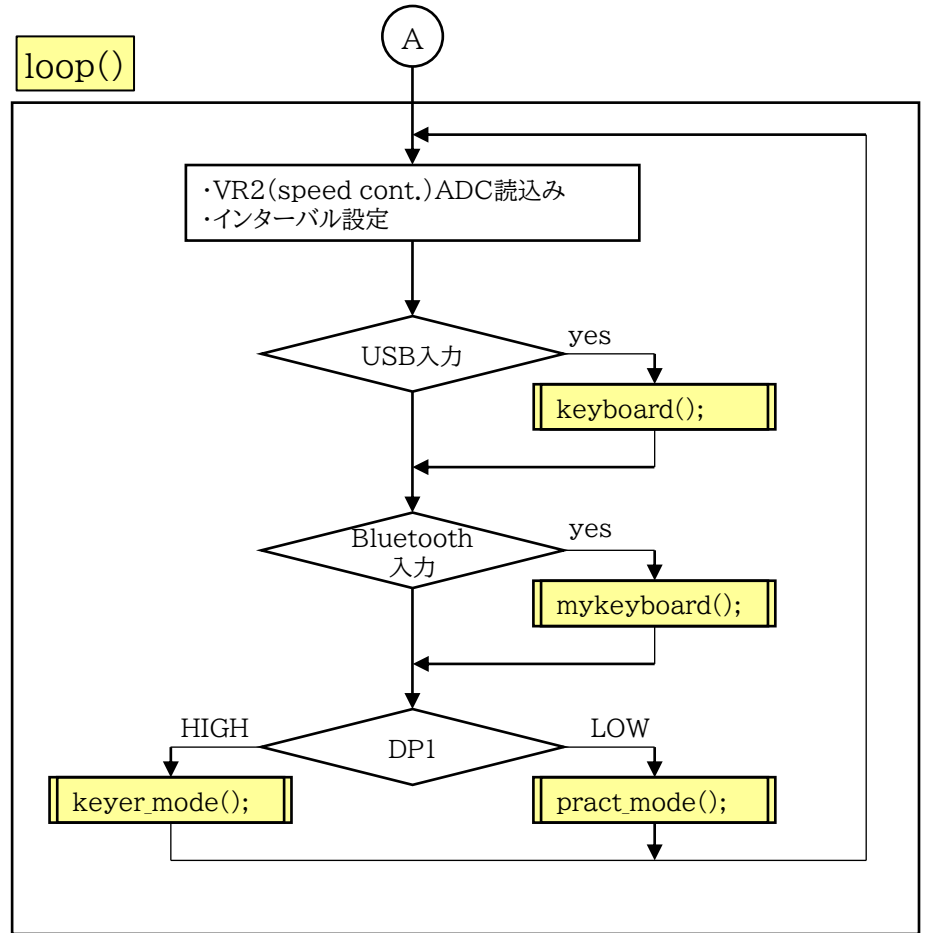 A
loop()
・VR2(speed cont.)ADC読込み
・インターバル設定
USB入力
yes
keyboard();
Bluetooth
入力
yes
mykeyboard();
HIGH
DP1
LOW
keyer_mode();
pract_mode();